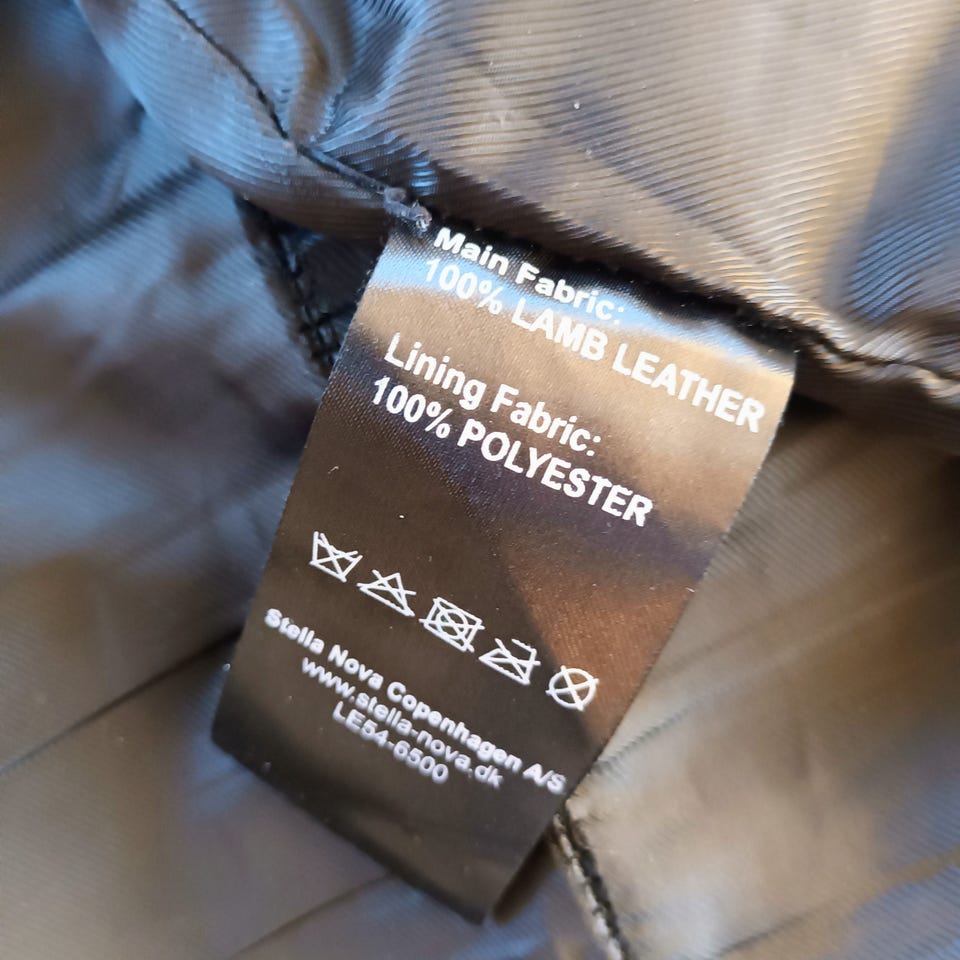 Main Fabric:
100% LAMB LEATHER
Lining Fabric:
100% POLYESTER
Stella Nova Copenhagen A/S
www.stella-nova.dk
LE54-6500